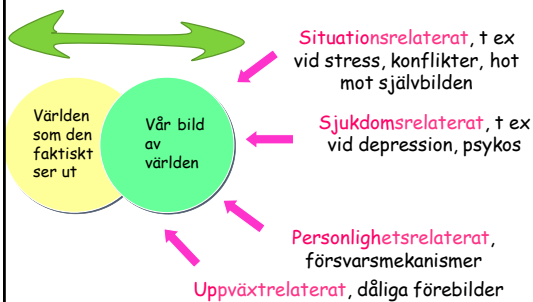 Situationsrelaterat, t ex
vid stress, konflikter, hot
mot självbilden
Världen
som den
faktiskt
ser ut
Vår bild
av
världen
Sjukdomsrelaterat, t ex
vid depression, psykos
Personlighetsrelaterat,
försvarsmekanismer
Uppväxtrelaterat, dåliga förebilder